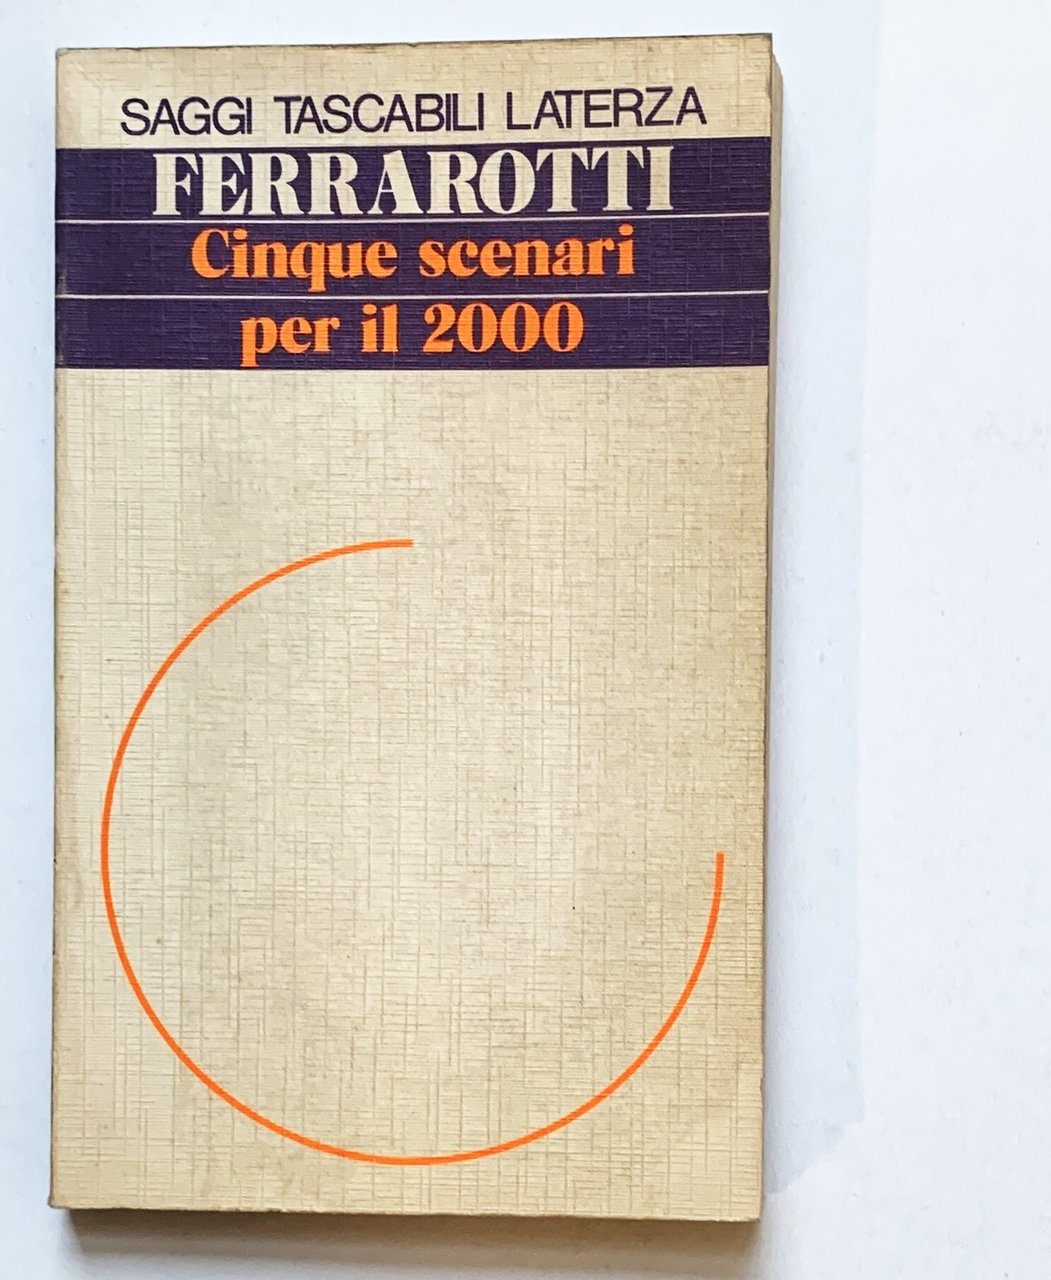 SAGGI TASCABILI LATERZA
FERRAROTTI
Cinque scenari
per il 2000